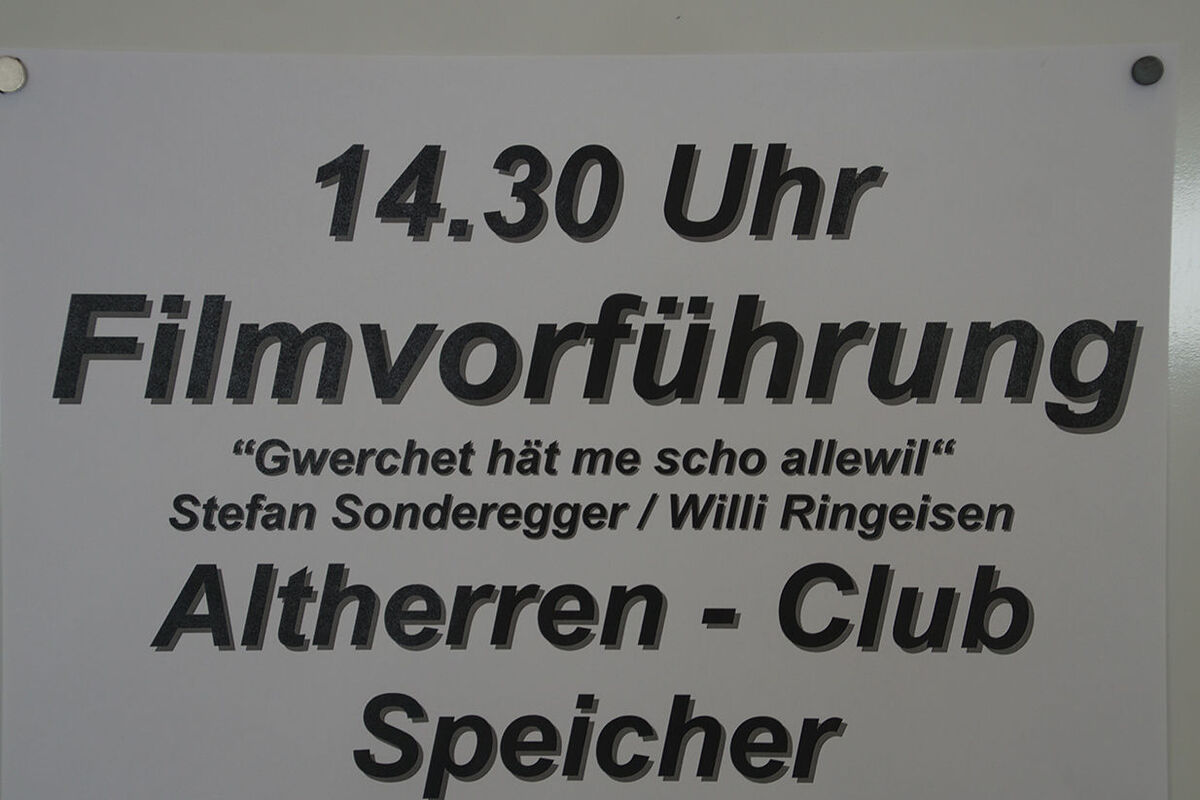 14.30 Uhr
Filmvorführung
“Gwerchet hät me scho allewil“
Stefan Sonderegger / Willi Ringeisen
Altherren - Club
Speicher